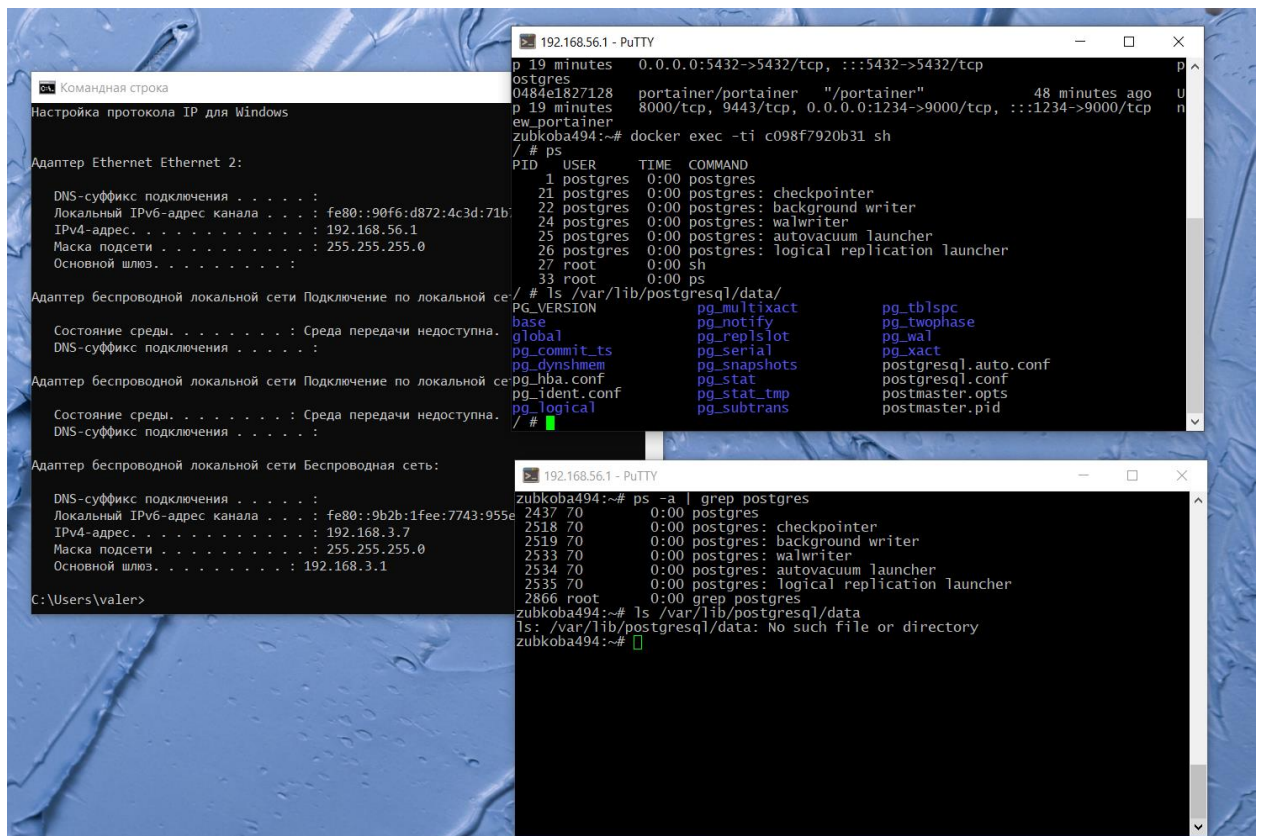 Командная строка
Настройка протокола IP для Windows
Адаптер Ethernet Ethernet 2:
DNS-суффикс подключения . . . . . :
Локальный IPv6-адрес канала . . . : fe80::90f6:d872:4c3d:71b
IPv4-адрес. . . . . . . . . . . . : 192.168.56.1
Маска подсети . . . . . . . . . . : 255.255.255.0
Основной шлюз. . . . . . . . . :
Адаптер беспроводной локальной сети Подключение по локальной се
Состояние среды. . . . . . . . : Среда передачи недоступна.
DNS-суффикс подключения . . . . . :
Адаптер беспроводной локальной сети Подключение по локальной се
Состояние среды. . . . . . . . : Среда передачи недоступна.
DNS-суффикс подключения . . . . . :
Адаптер беспроводной локальной сети Беспроводная сеть:
DNS-суффикс подключения . . . . . :
Локальный IPv6-адрес канала . . . : fe80::9b2b:1fee:7743:955e
IPv4-адрес. . . . . . . . . . . . : 192.168.3.7
Маска подсети . . . . . . . . . . : 255.255.255.0
Основной шлюз. . . . . . . . . : 192.168.3.1
C:\Users\valer>
192.168.56.1 - PuTTY
p 19 minutes 0.0.0.0:5432->5432/tcp, :::5432->5432/tcp p
ostgres
0484e1827128 portainer/portainer "/portainer" 48 minutes ago U
p 19 minutes 8000/tcp, 9443/tcp, 0.0.0.0:1234->9000/tcp, :::1234->9000/tcp n
ew_portainer
zubkoba494:~# docker exec -ti c098f7920b31 sh
/ # ps
PID USER TIME COMMAND
1 postgres 0:00 postgres
21 postgres 0:00 postgres: checkpointer
22 postgres 0:00 postgres: background writer
24 postgres 0:00 postgres: walwriter
25 postgres 0:00 postgres: autovacuum launcher
26 postgres 0:00 postgres: logical replication launcher
27 root 0:00 sh
33 root 0:00 ps
/ # ls /var/lib/postgresql/data/
PG_VERSION pg_multixact pg_tblspc
base pg_notify pg_twophase
global pg_replslot pg_wal
pg_commit_ts pg_serial pg_xact
pg_dynshmem pg_snapshots postgresql.auto.conf
pg_hba.conf pg_stat postgresql.conf
pg_ident.conf pg_stat_tmp postmaster.opts
pg_logical pg_subtrans postmaster.pid
/ #
192.168.56.1 - PuTTY
zubkoba494:~# ps -a | grep postgres
2437 70 0:00 postgres
2518 70 0:00 postgres: checkpointer
2519 70 0:00 postgres: background writer
2533 70 0:00 postgres: walwriter
2534 70 0:00 postgres: autovacuum launcher
2535 70 0:00 postgres: logical replication launcher
2866 root 0:00 grep postgres
zubkoba494:~# ls /var/lib/postgresql/data
ls: /var/lib/postgresql/data: No such file or directory
zubkoba494:~#